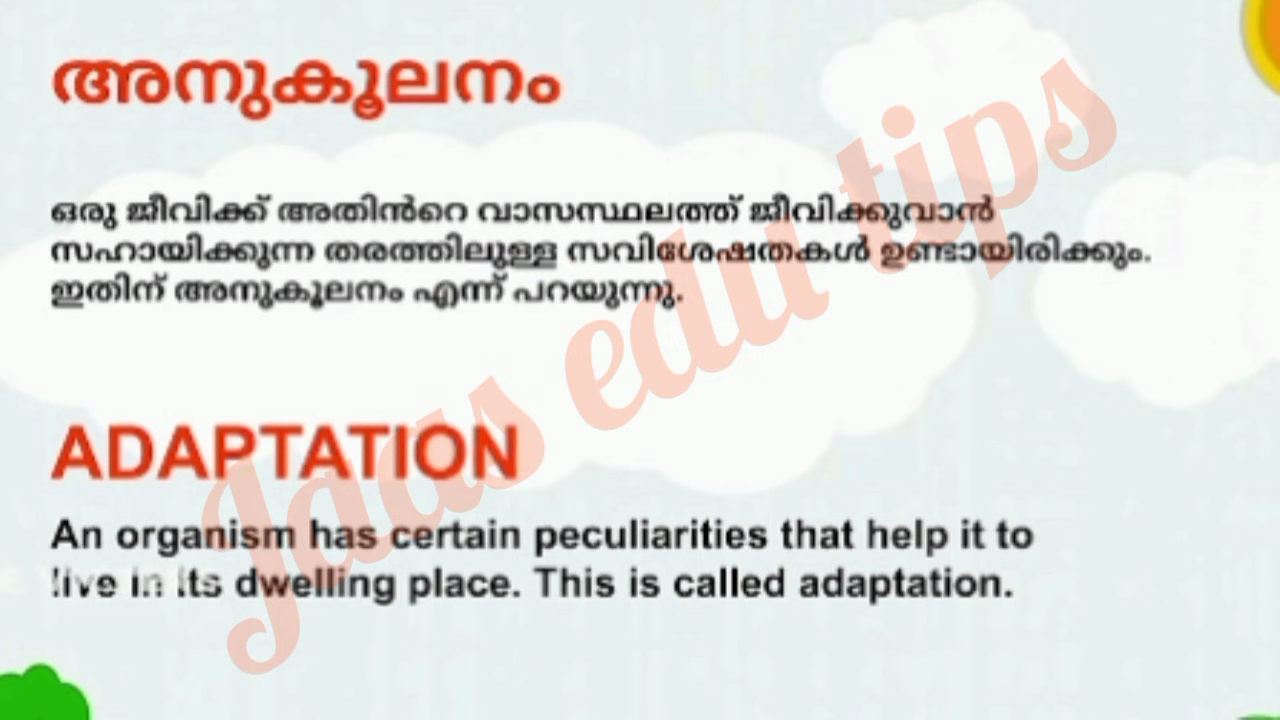 അനുകൂലനം
ഒരു ജീവിക്ക് അതിൻറെ വാസസ്ഥലത്ത് ജീവിക്കുവാൻ
സഹായിക്കുന്ന തരത്തിലുള്ള സവിശേഷതകൾ ഉണ്ടായിരിക്കും.
ഇതിന് അനുകൂലനം എന്ന് പറയുന്നു.
Jaas edu tips
ADAPTATION
An organism has certain peculiarities that help it to
live in its dwelling place. This is called adaptation.